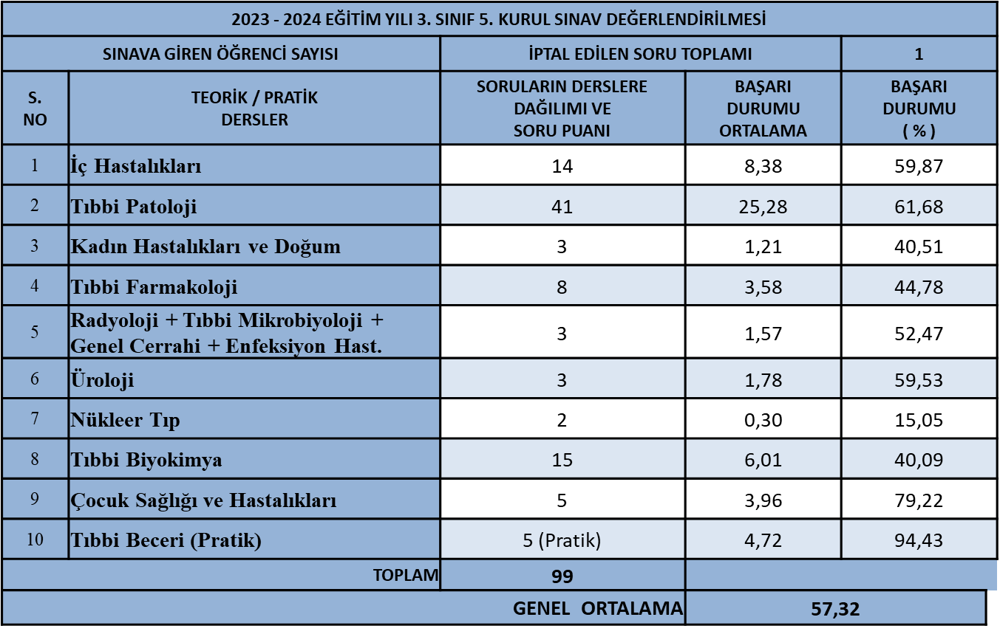 2023 - 2024 EĞİTİM YILI 3. SINIF 5. KURUL SINAV DEĞERLENDİRİLMESİ
SINAVA GİREN ÖĞRENCİ SAYISI İPTAL EDİLEN SORU TOPLAMI 1
S.
NO
TEORİK / PRATİK
DERSLER
SORULARIN DERSLERE
DAĞILIMI VE
SORU PUANI
BAŞARI
DURUMU
ORTALAMA
BAŞARI
DURUMU
( % )
1 İç Hastalıkları 14 8,38 59,87
2 Tıbbi Patoloji 41 25,28 61,68
3 Kadın Hastalıkları ve Doğum 3 1,21 40,51
4 Tıbbi Farmakoloji 8 3,58 44,78
5 Radyoloji + Tıbbi Mikrobiyoloji +
Genel Cerrahi + Enfeksiyon Hast. 3 1,57 52,47
6 Üroloji 3 1,78 59,53
7 Nükleer Tıp 2 0,30 15,05
8 Tıbbi Biyokimya 15 6,01 40,09
9 Çocuk Sağlığı ve Hastalıkları 5 3,96 79,22
10 Tıbbi Beceri (Pratik) 5 (Pratik) 4,72 94,43
TOPLAM 99
GENEL ORTALAMA 57,32